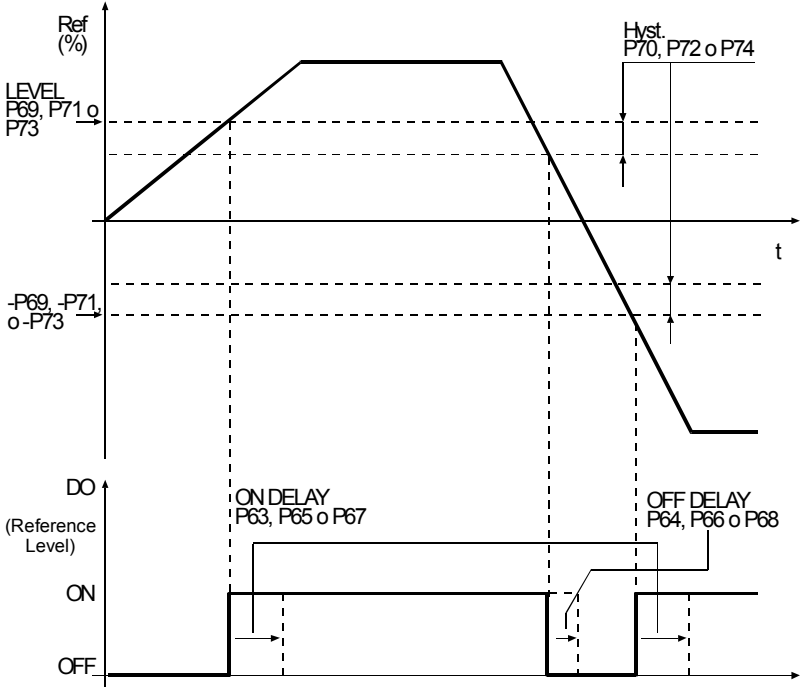 Ref
(%)
Hyst.
P70, P72 o P74
LEVEL
P69, P71 o
P73
t
-P69, -P71,
o -P73
DO
(Reference
Level)
ON DELAY
P63, P65 o P67
OFF DELAY
P64, P66 o P68
ON
OFF